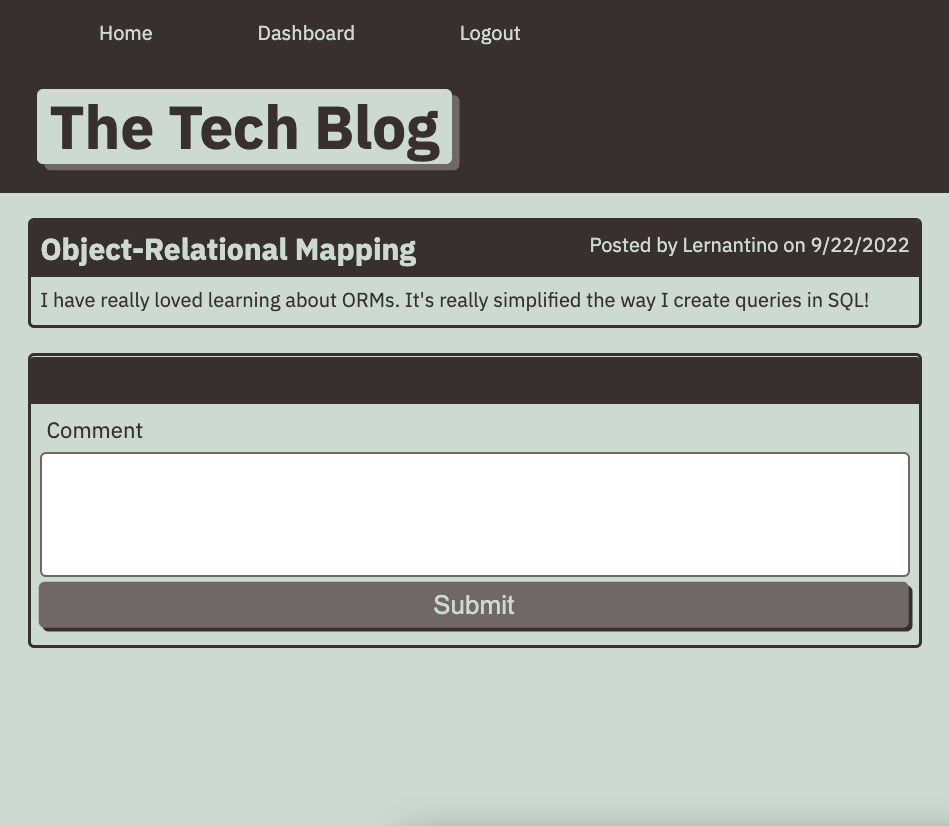 Home Dashboard Logout
The Tech Blog
Object-Relational Mapping Posted by Lernantino on 9/22/2022
I have really loved learning about ORMs. It's really simplified the way I create queries in SQL!
Comment
Submit